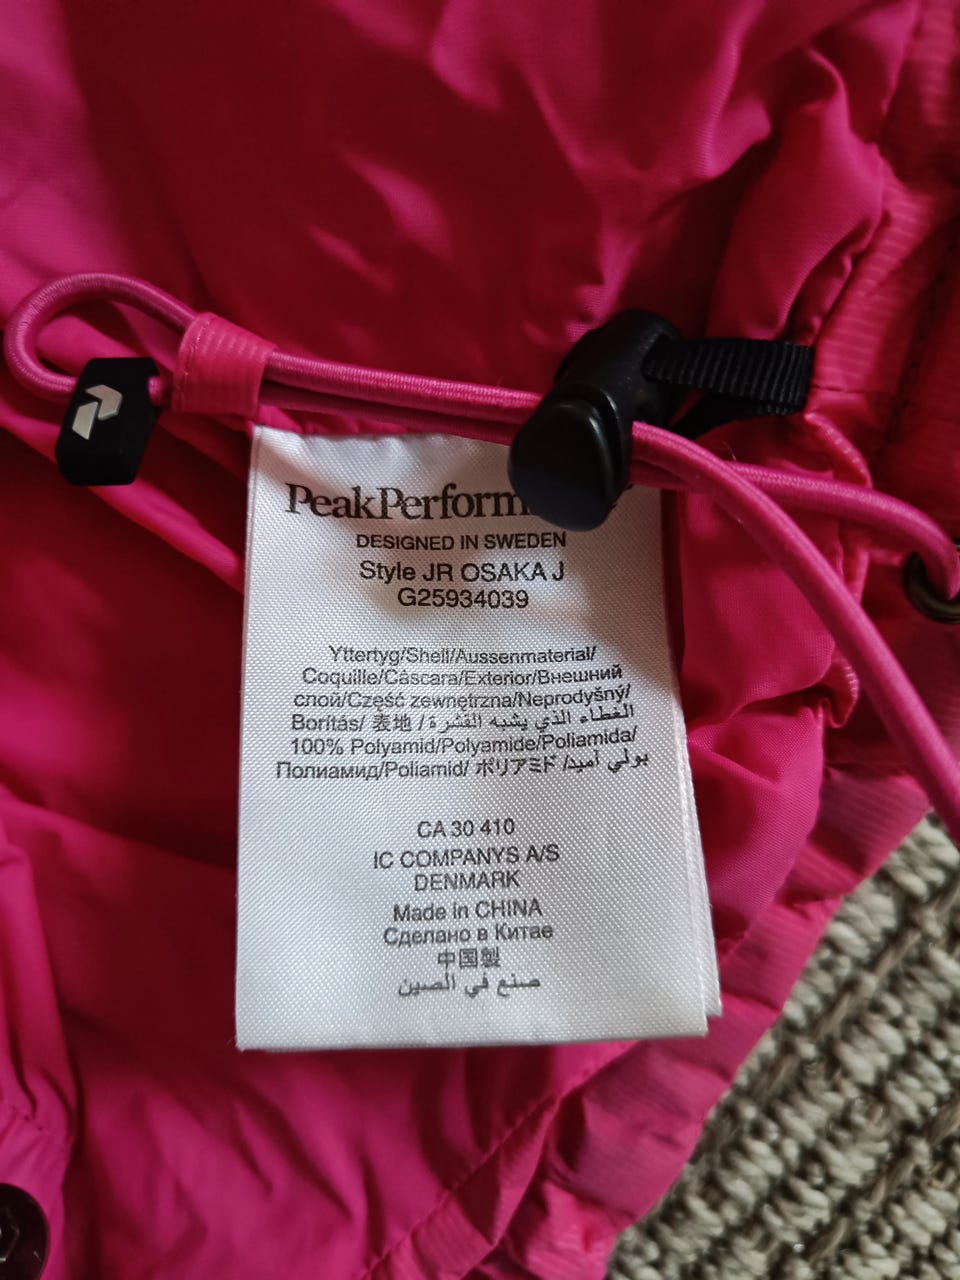 PeakPerform
DESIGNED IN SWEDEN
Style JR OSAKA J
G25934039
Yttertyg/Shell/Aussenmaterial/
Coquille/Cáscara/Exterior/Внешний
слой/Część zewnętrzna/Neprodyšný/
Borítás/ 表地 / الغطاء الذي يشبه القشرة
100% Polyamid/Polyamide/Poliamida/
Полиамид/Poliamid/ ポリアミド /بولي أميد
CA 30 410
IC COMPANYS A/S
DENMARK
Made in CHINA
Сделано в Китае
中国製
صنع في الصين